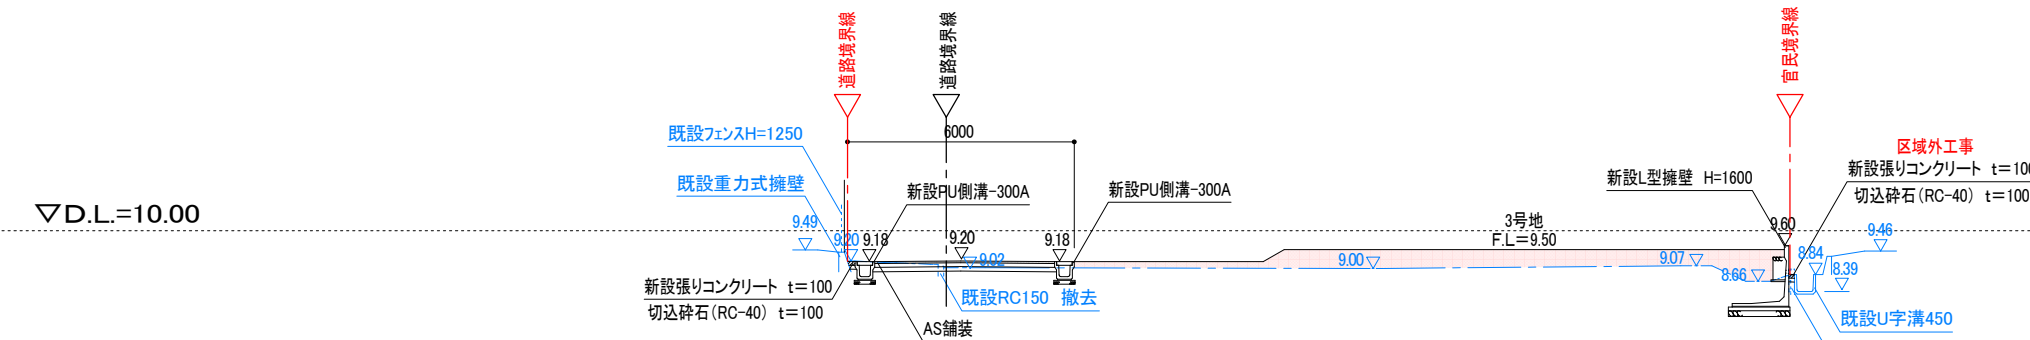 道路境界線
道路境界線
官民境界線
6000
既設フェンスH=1250
既設重力式擁壁
新設PU側溝-300A
新設PU側溝-300A
新設L型擁壁 H=1600
区域外工事
新設張りコンクリート t=100
切込砕石(RC-40) t=100
▽D.L.=10.00
9.49
9.20
9.18
9.20
9.02
9.18
3号地
F.L=9.50
9.60
9.46
9.00
9.07
8.66
8.84
8.39
新設張りコンクリート t=100
切込砕石(RC-40) t=100
既設RC150 撤去
AS舗装
既設U字溝450